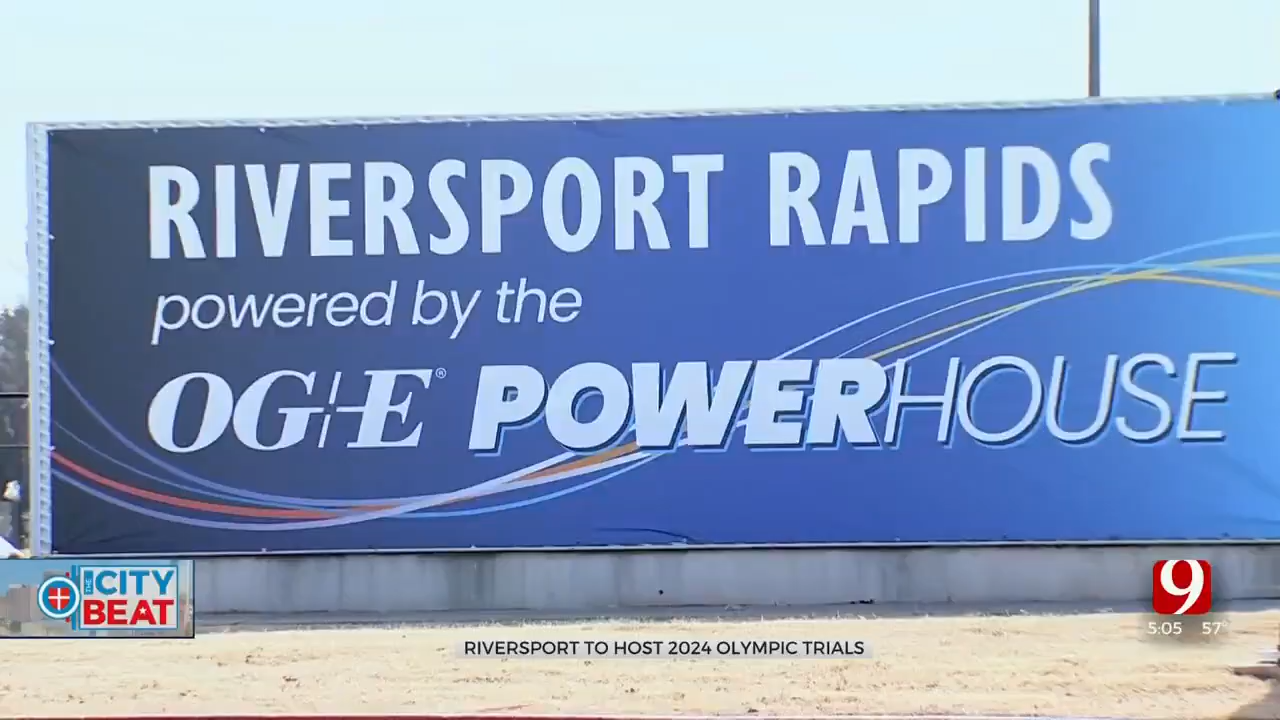 RIVERSPORT RAPIDS
powered by the
OG+E® POWERHOUSE
THE CITY
BEAT
9
5:05 57°
RIVERSPORT TO HOST 2024 OLYMPIC TRIALS